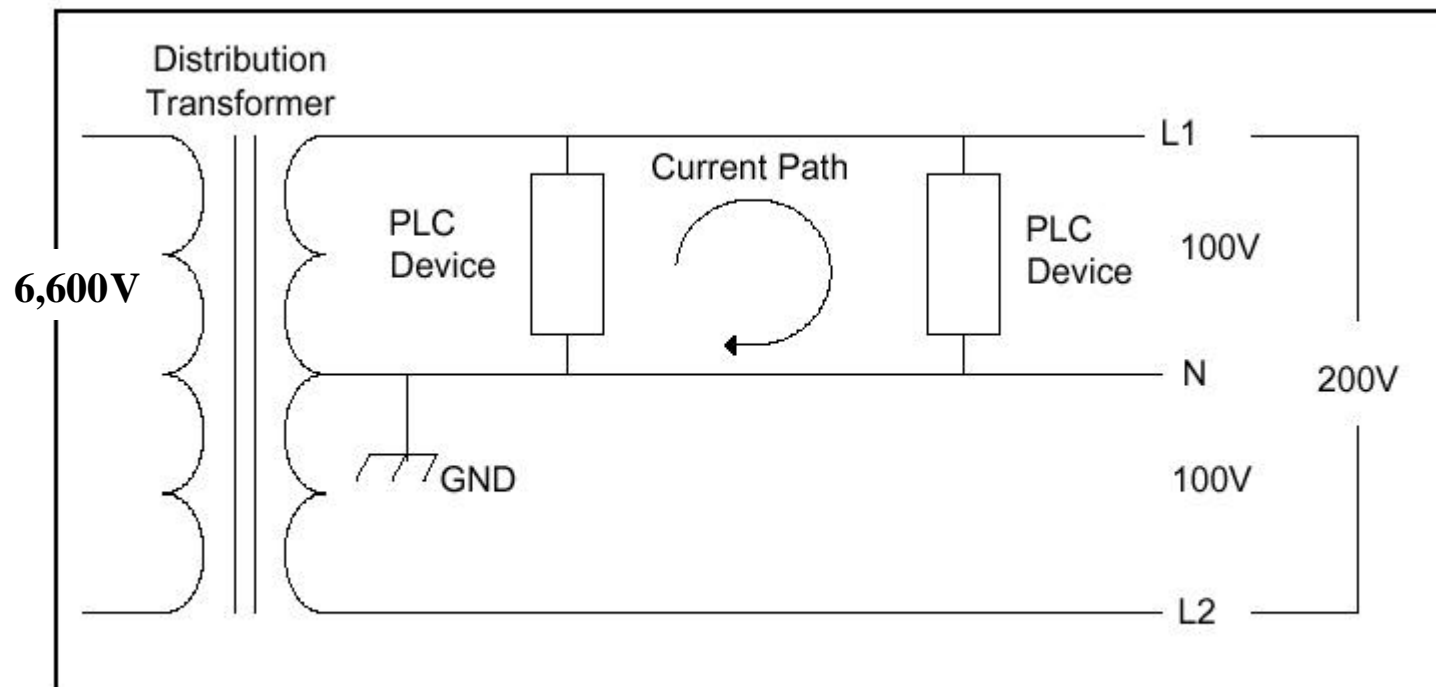 Distribution
Transformer
L1
Current Path
PLC
Device
PLC
Device
100V
6,600V
N
200V
GND
100V
L2